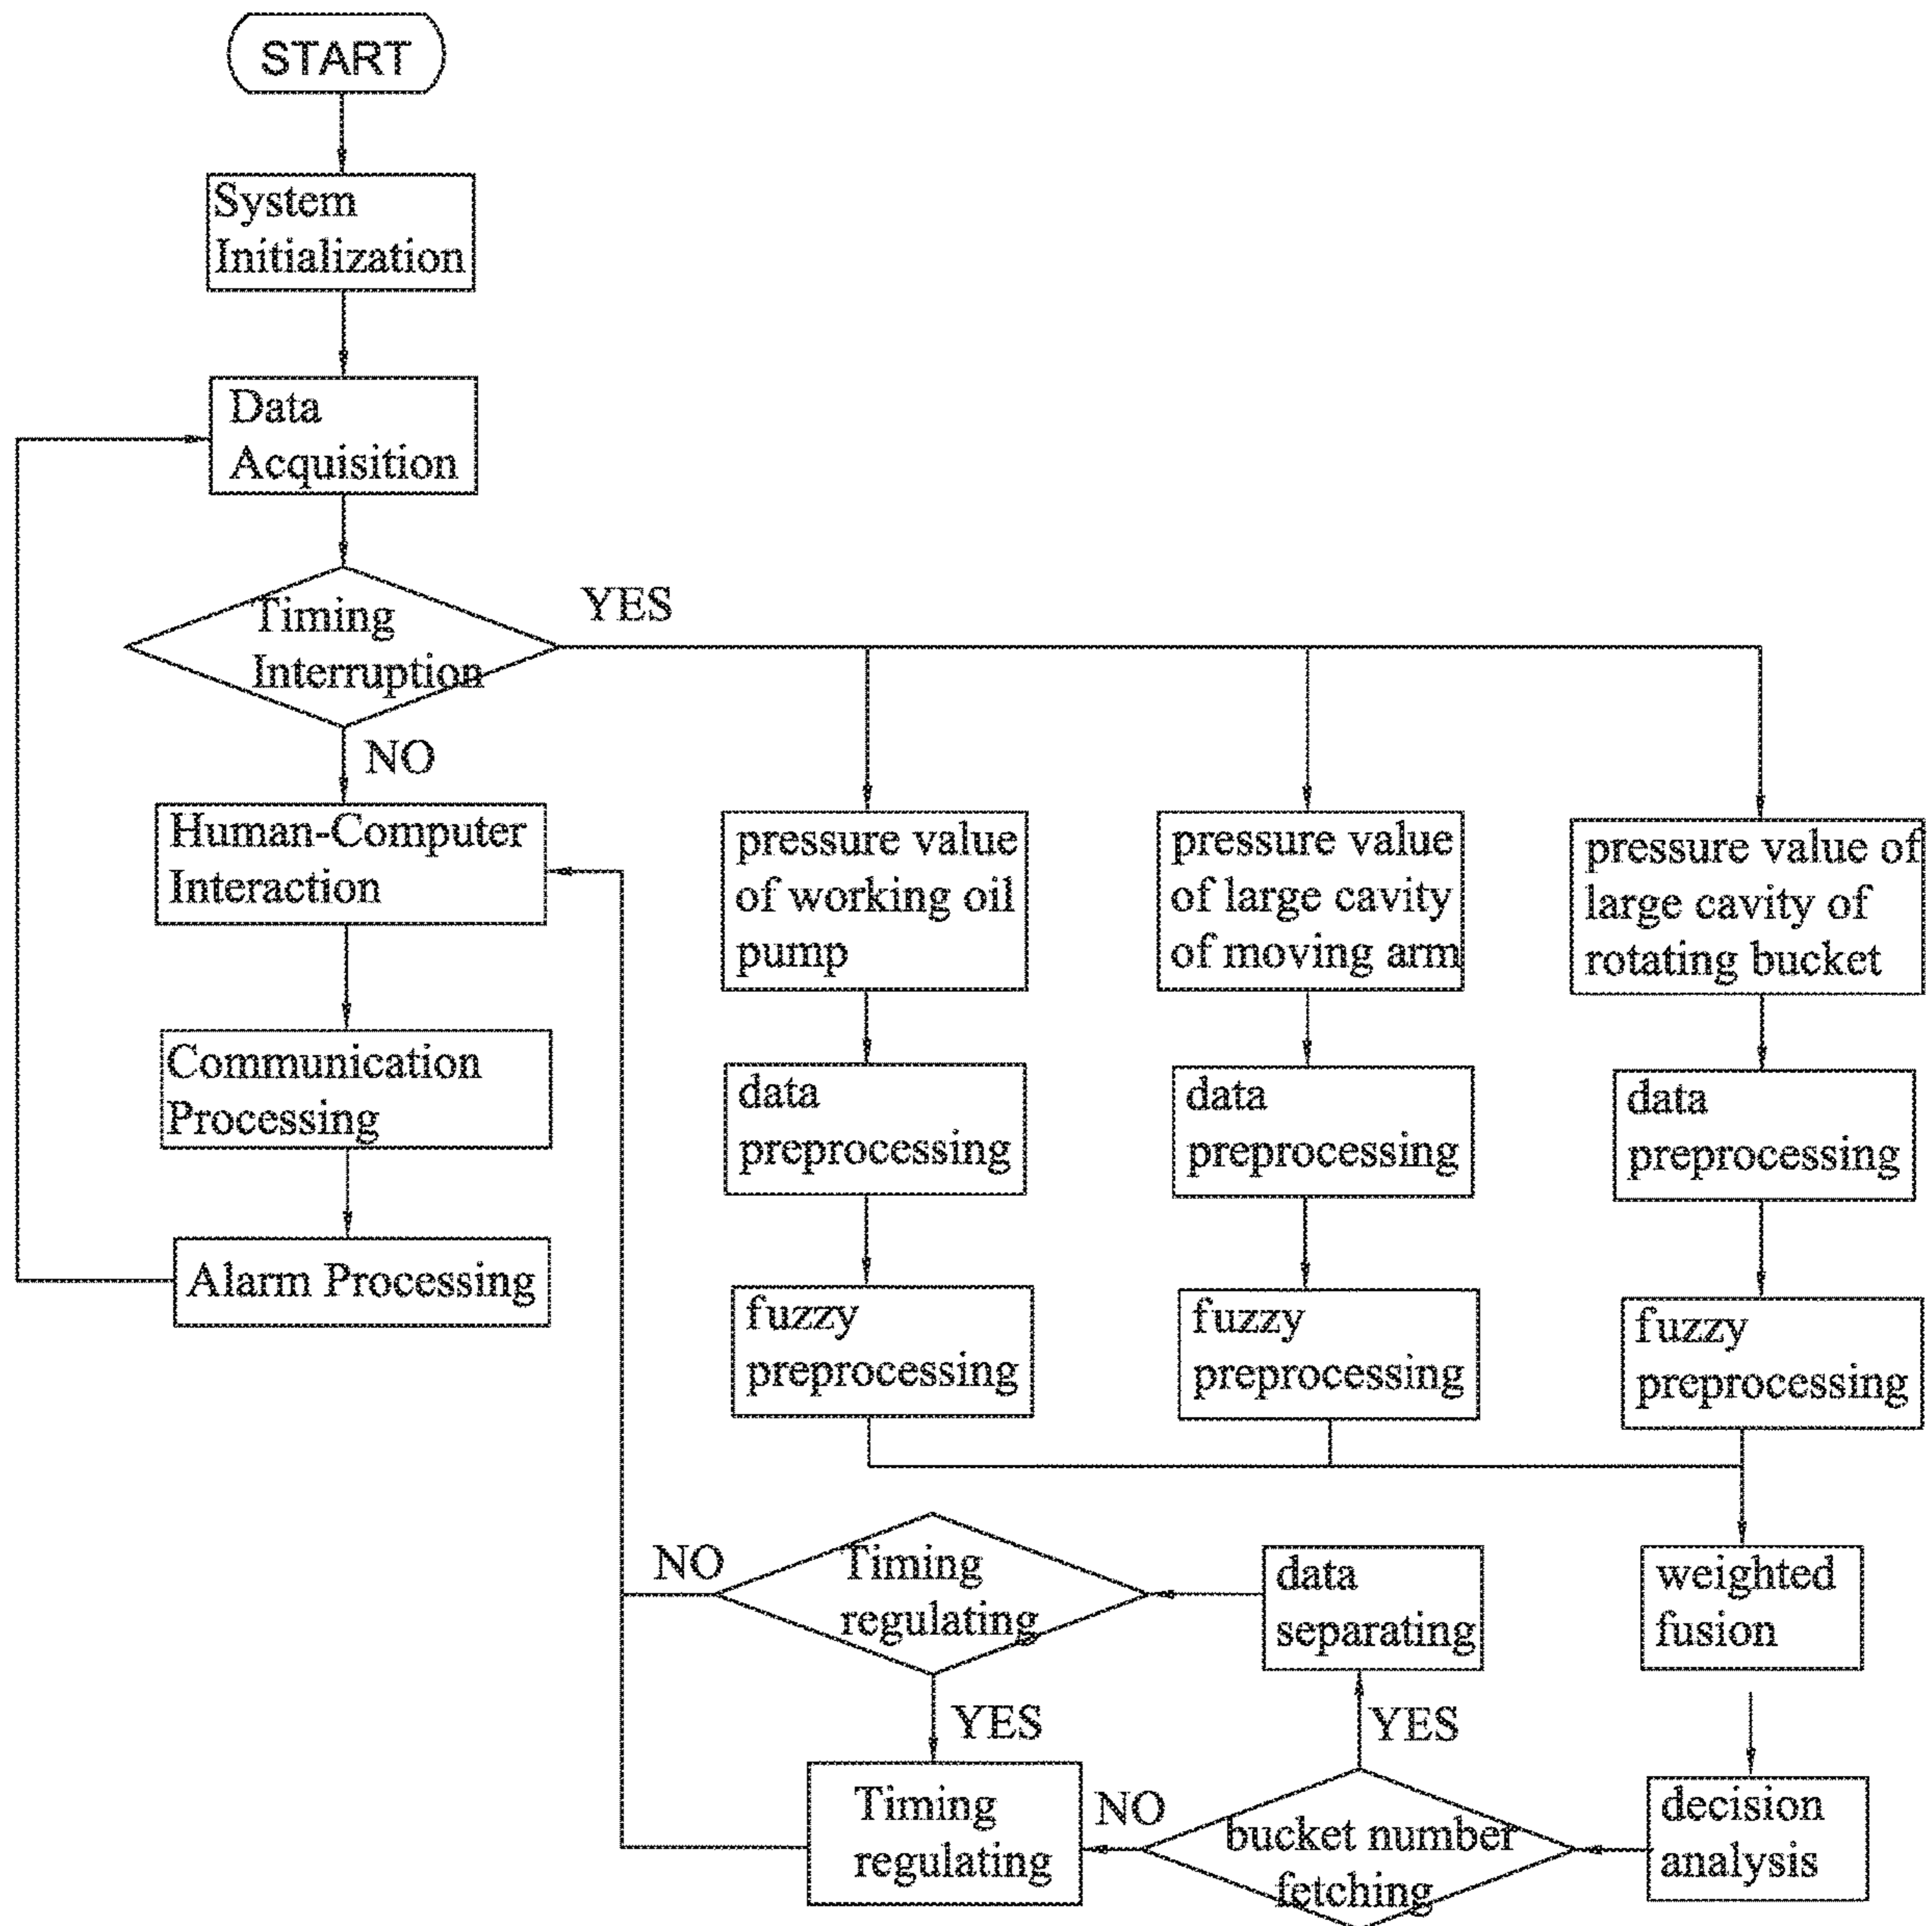 START
System
Initialization
Data
Acquisition
Timing
Interruption
YES
NO
Human-Computer
Interaction
Communication
Processing
Alarm Processing
pressure value
of working oil
pump
data
preprocessing
fuzzy
preprocessing
pressure value
of large cavity
of moving arm
data
preprocessing
fuzzy
preprocessing
pressure value of
large cavity of
rotating bucket
data
preprocessing
fuzzy
preprocessing
weighted
fusion
decision
analysis
bucket number
fetching
YES
NO
data
separating
Timing
regulating
NO
YES
Timing
regulating